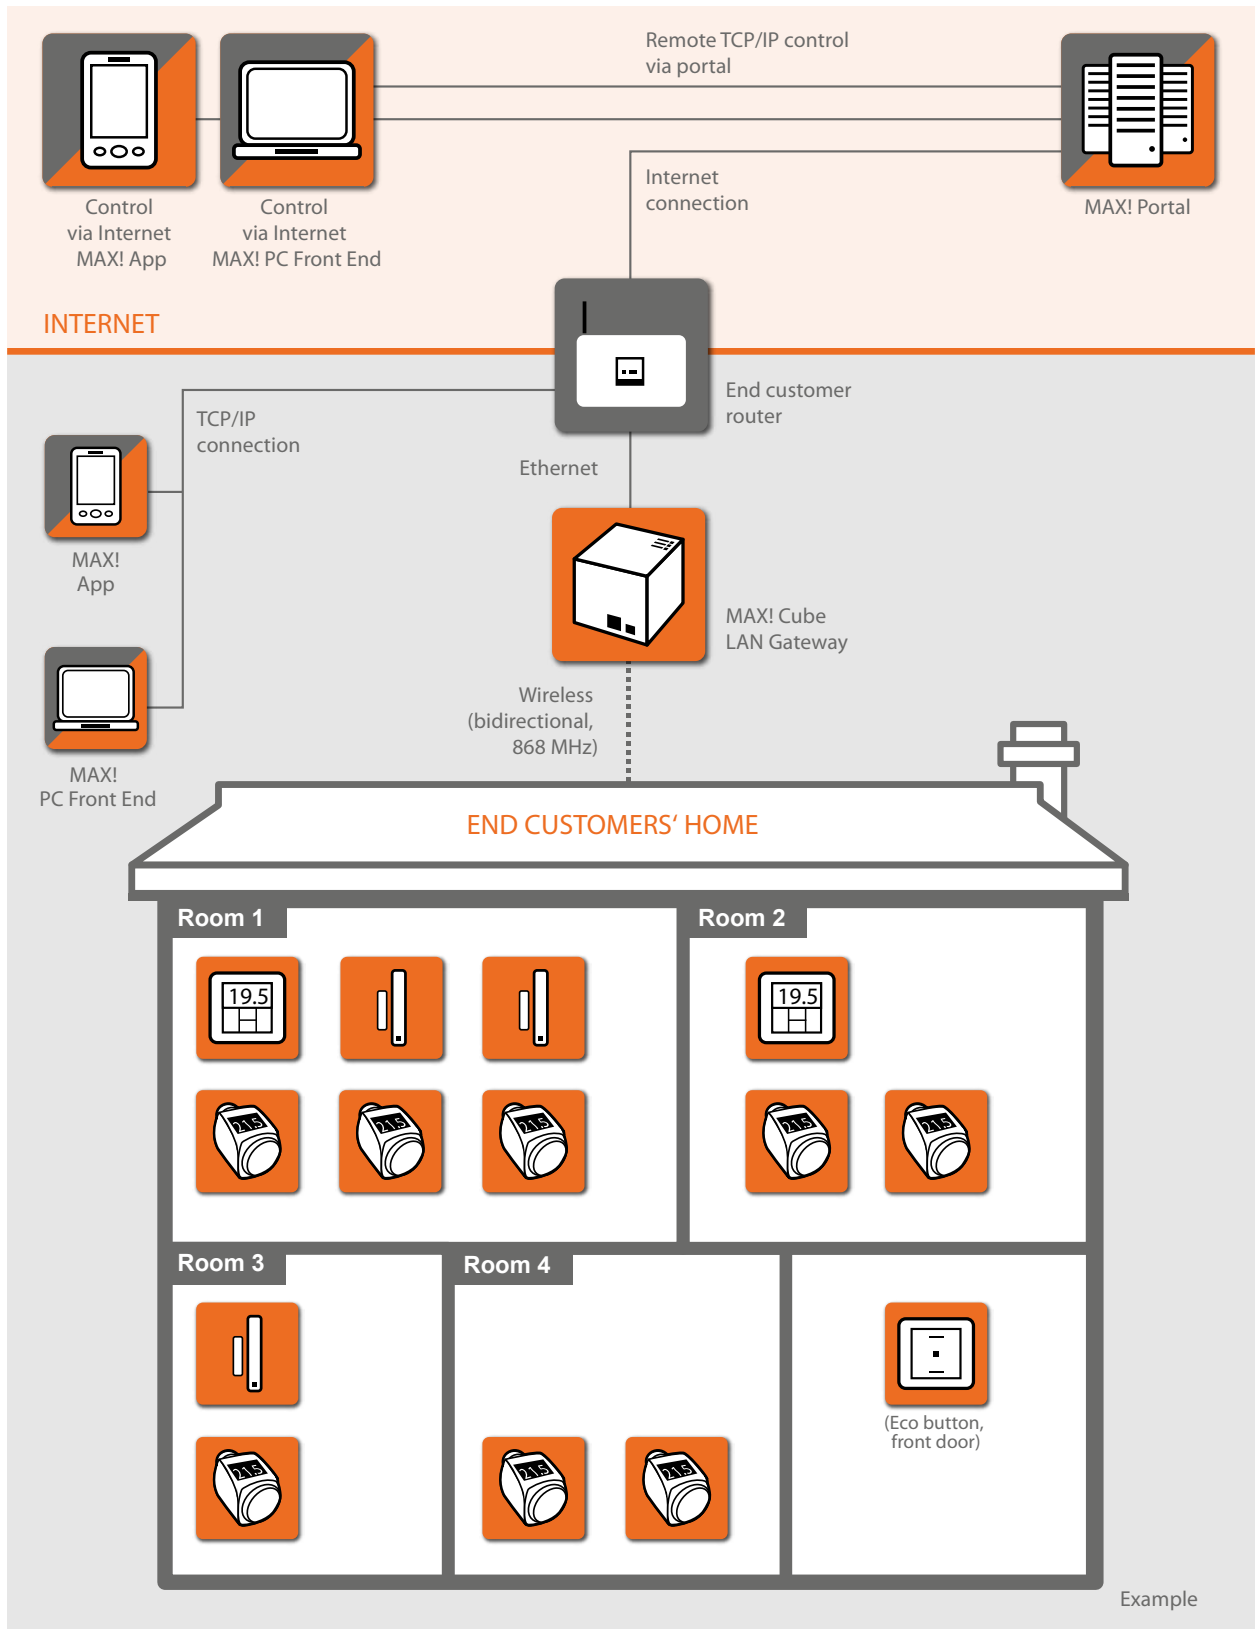 Remote TCP/IP control
via portal
Control
via Internet
MAX! App
Control
via Internet
MAX! PC Front End
Internet
connection
MAX! Portal
INTERNET
End customer
router
TCP/IP
connection
Ethernet
MAX!
App
MAX! Cube
LAN Gateway
Wireless
(bidirectional,
868 MHz)
MAX!
PC Front End
END CUSTOMERS‘ HOME
Room 1
Room 2
19.5
19.5
21.5
21.5
21.5
21.5
21.5
Room 3
Room 4
(Eco button,
front door)
21.5
21.5
21.5
Example